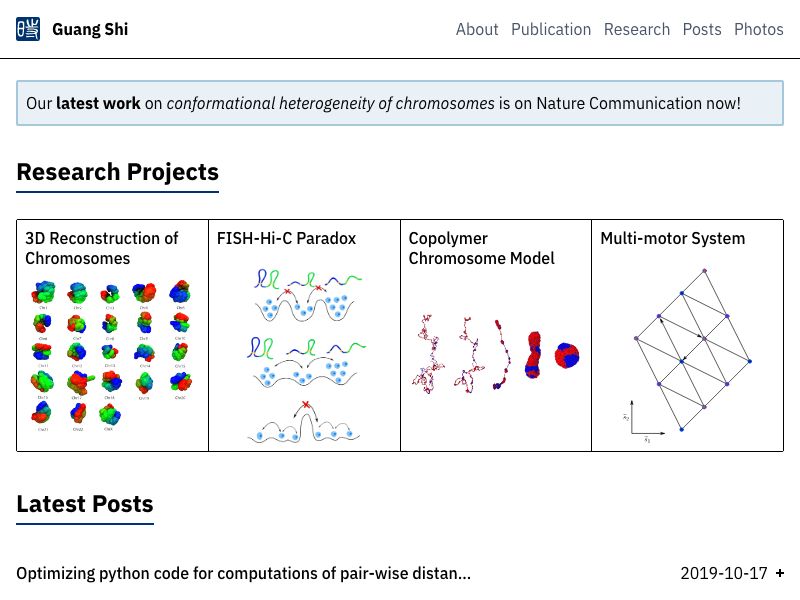 Guang Shi
About Publication Research Posts Photos
Our latest work on conformational heterogeneity of chromosomes is on Nature Communication now!
Research Projects
3D Reconstruction of
Chromosomes
FISH-Hi-C Paradox
Copolymer
Chromosome Model
Multi-motor System
Latest Posts
Optimizing python code for computations of pair-wise distan...
2019-10-17 +